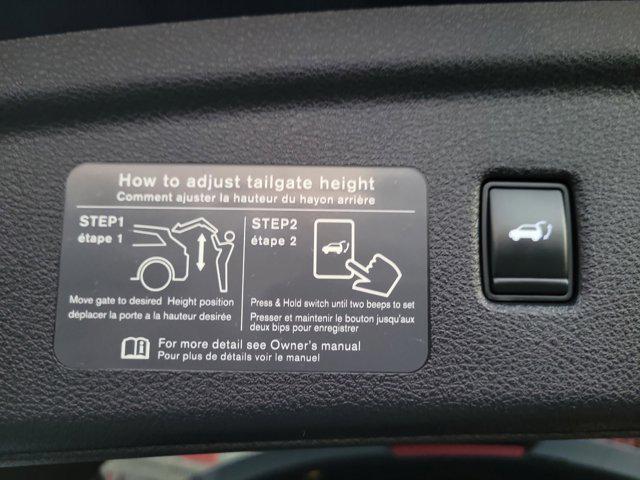 How to adjust tailgate height
Comment ajuster la hauteur du hayon arrière
STEP1
étape 1
Move gate to desired Height position
déplacer la porte a la hauteur desirée
STEP2
étape 2
Press & Hold switch until two beeps to set
Presser et maintenir le bouton jusqu'aux
deux bips pour enregistrer
For more detail see Owner's manual
Pour plus de détails voir le manuel